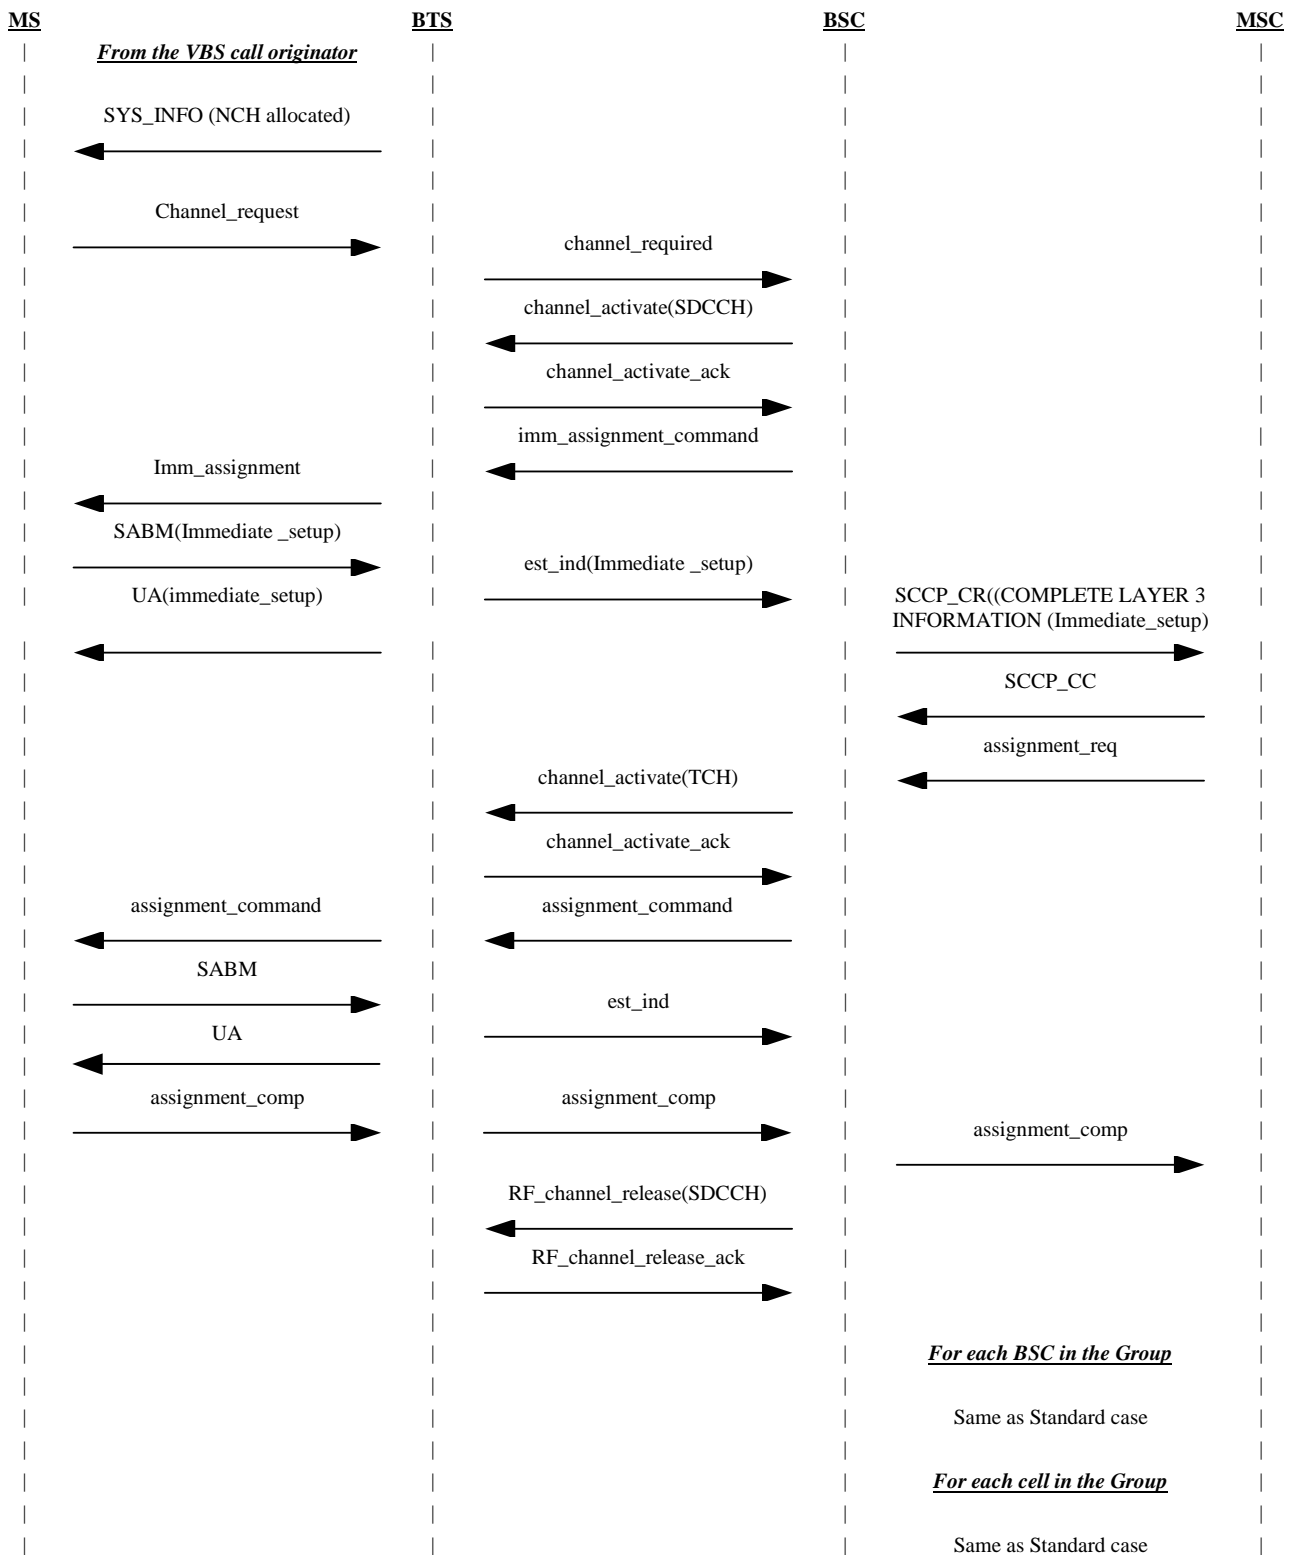 MS BTS BSC MSC
From the VBS call originator
SYS_INFO (NCH allocated)
Channel_request
channel_required
channel_activate(SDCCH)
channel_activate_ack
imm_assignment_command
Imm_assignment
SABM(Immediate _setup)
est_ind(Immediate _setup)
UA(immediate_setup)
SCCP_CR((COMPLETE LAYER 3
INFORMATION (Immediate_setup)
SCCP_CC
assignment_req
channel_activate(TCH)
channel_activate_ack
assignment_command assignment_command
SABM
est_ind
UA
assignment_comp assignment_comp
assignment_comp
RF_channel_release(SDCCH)
RF_channel_release_ack
For each BSC in the Group
Same as Standard case
For each cell in the Group
Same as Standard case